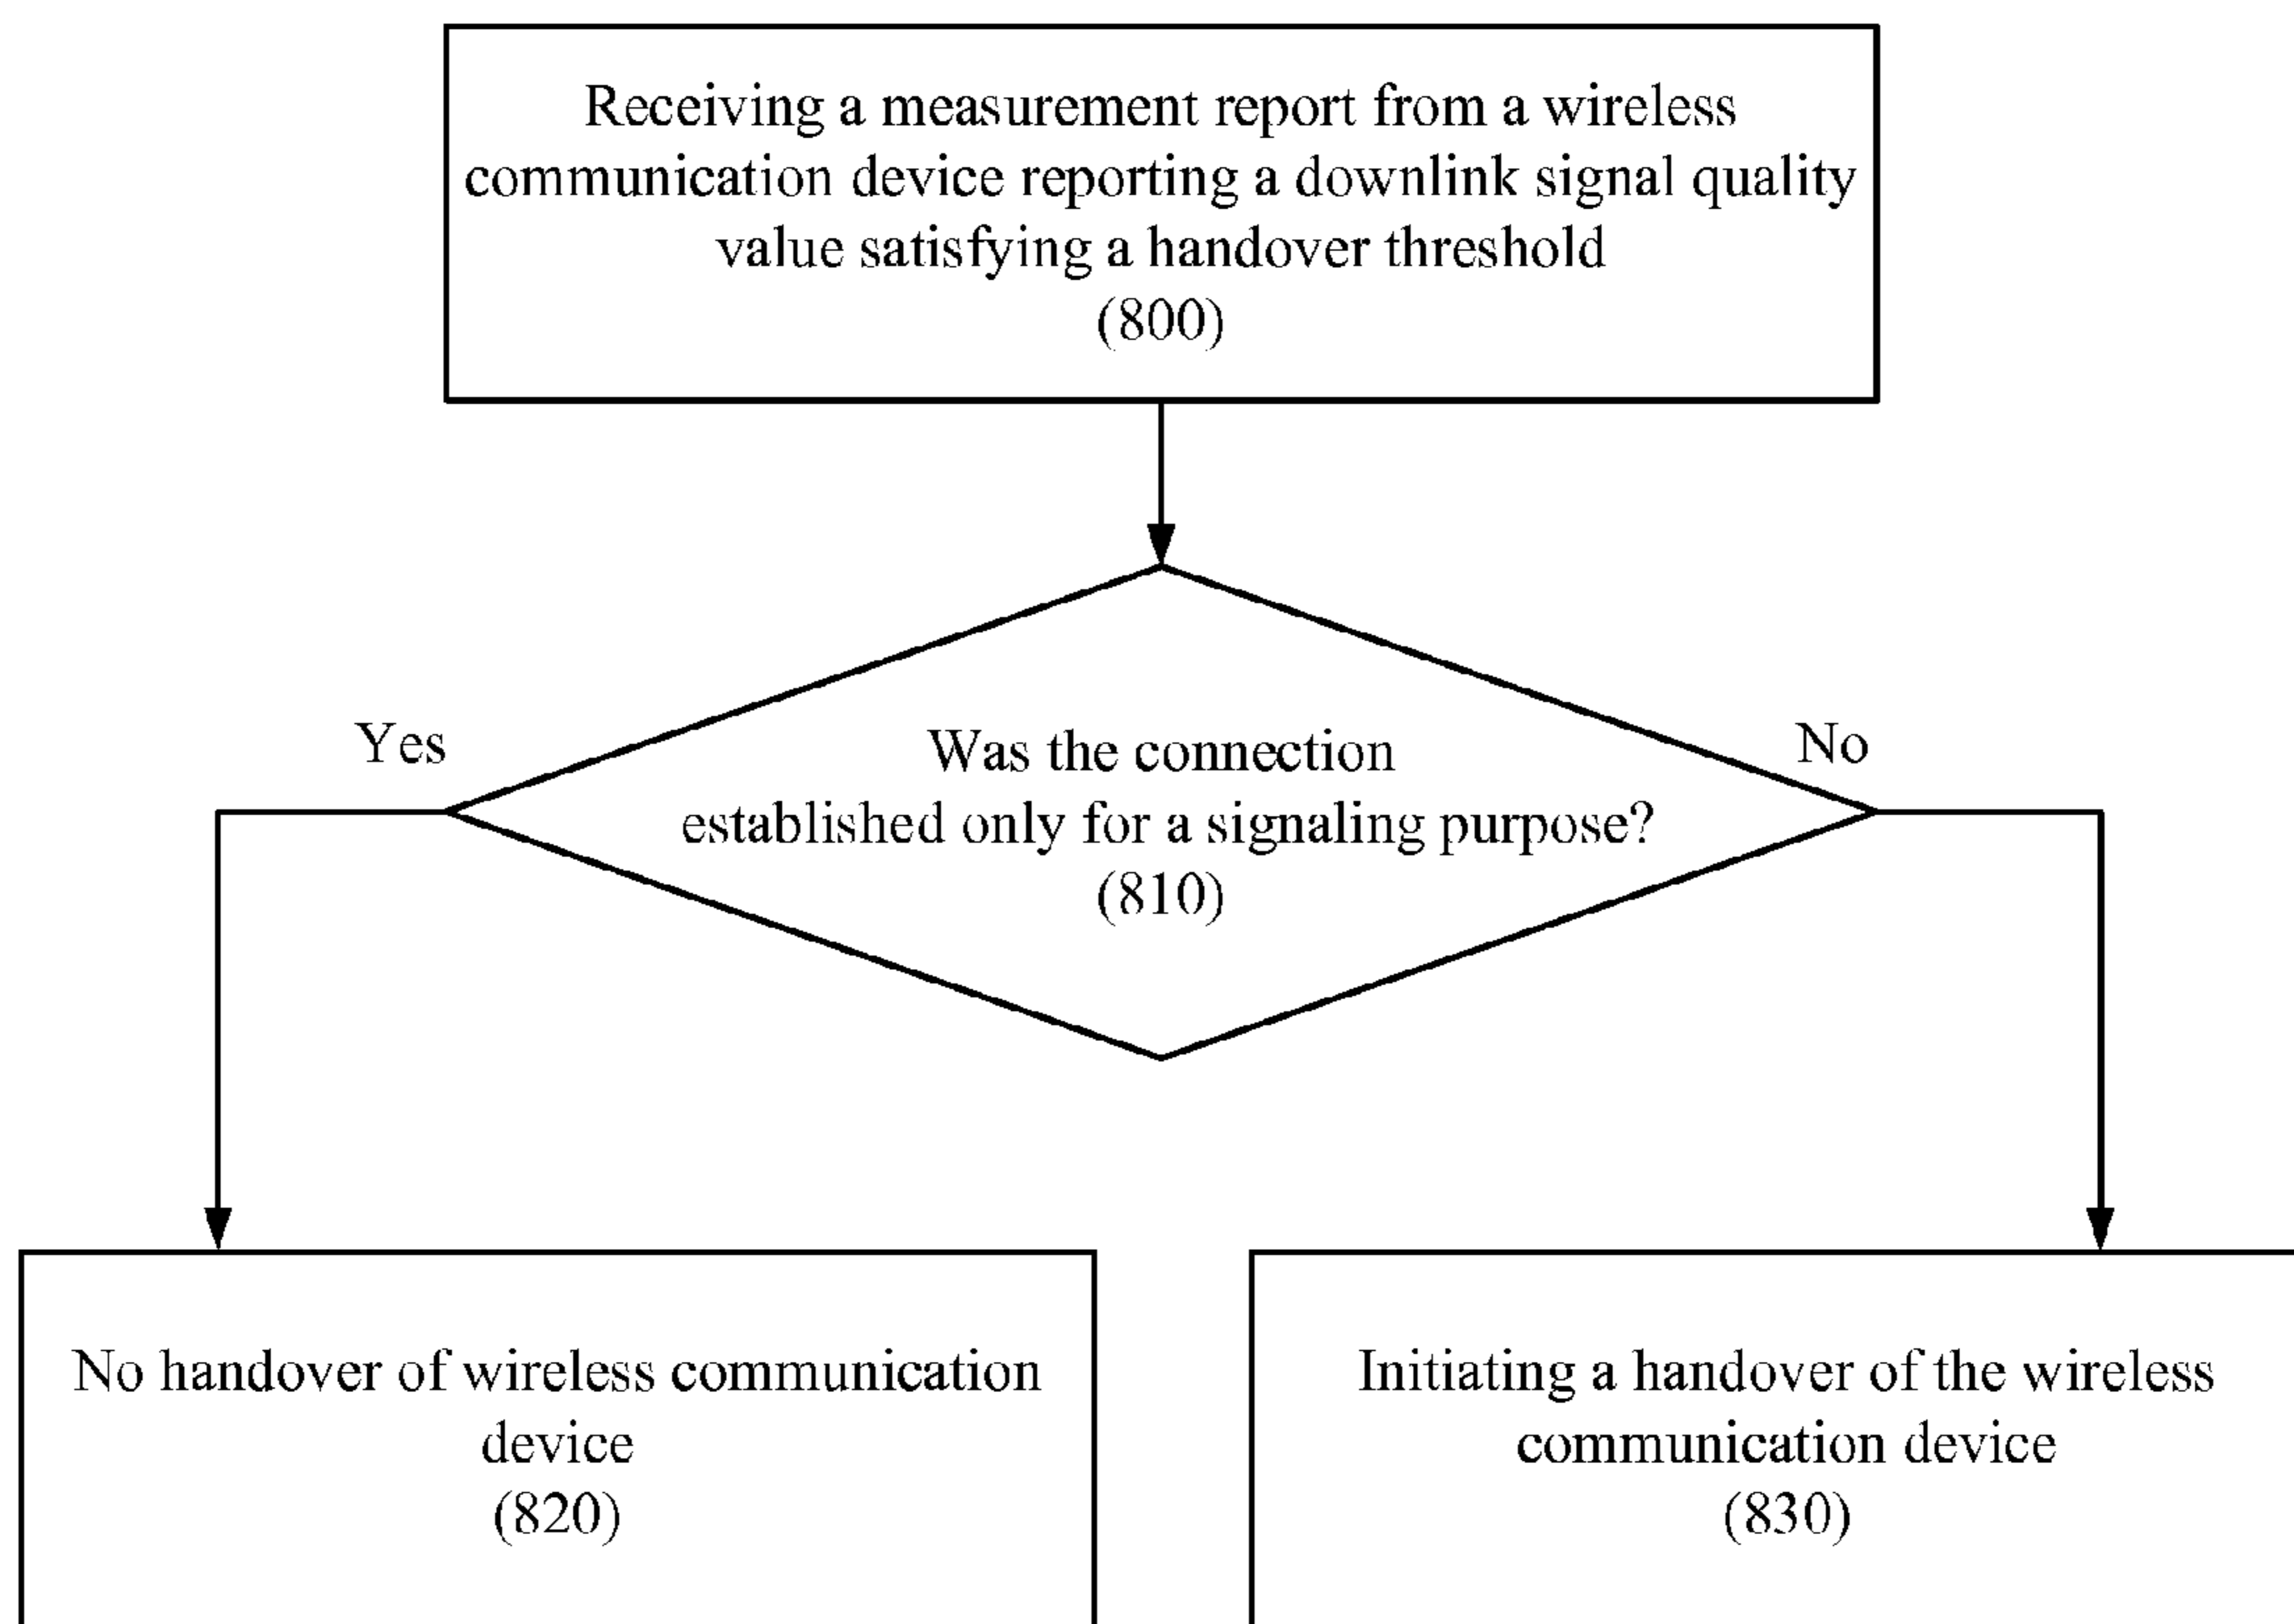 Receiving a measurement report from a wireless
communication device reporting a downlink signal quality
value satisfying a handover threshold
(800)
Yes
No
Was the connection
established only for a signaling purpose?
(810)
No handover of wireless communication
device
(820)
Initiating a handover of the wireless
communication device
(830)